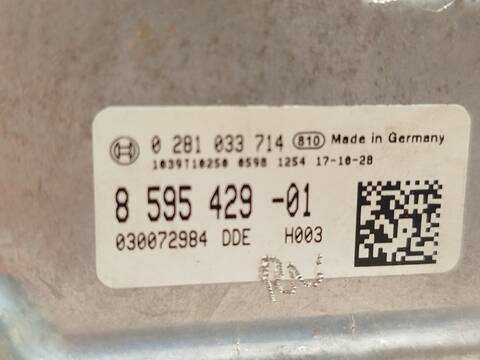 0 281 033 714 810 Made in Germany
1039710250 0598 1254 17-10-28
8 595 429 -01
030072984 DDE H003